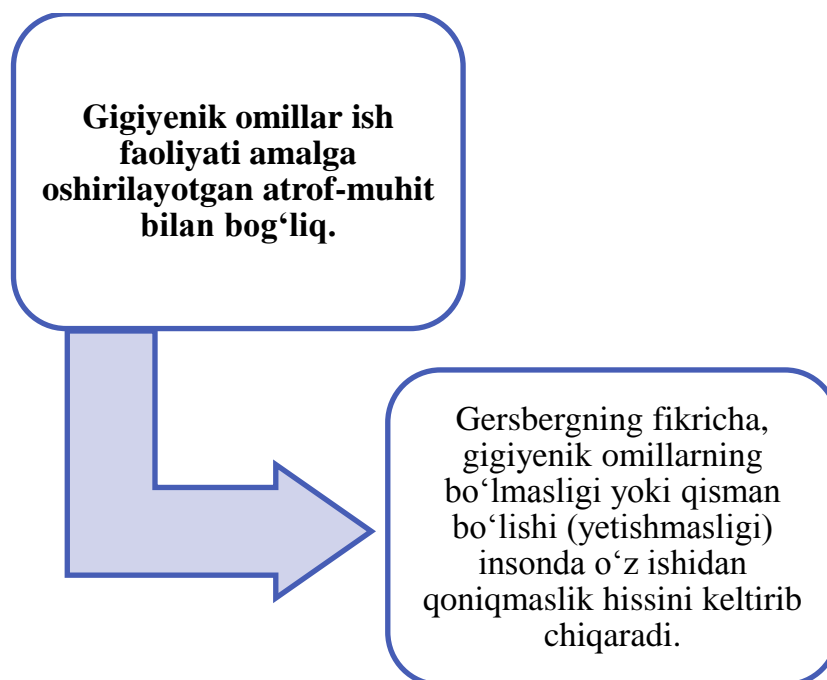 Gigiyenik omillar ish
faoliyati amalga
oshirilayotgan atrof-muhit
bilan bog‘liq.
Gersbergning fikricha,
gigiyenik omillarning
bo‘lmasligi yoki qisman
bo‘lishi (yetishmasligi)
insonda o‘z ishidan
qoniqmaslik hissini keltirib
chiqaradi.